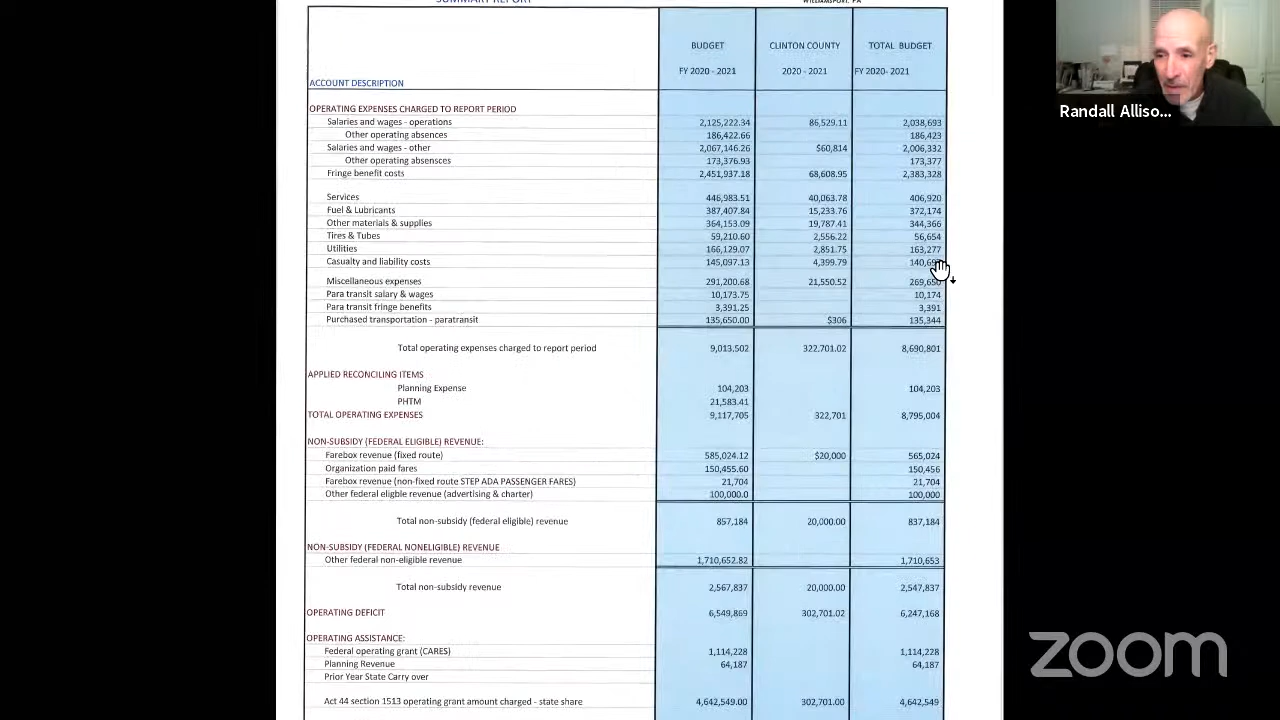 SUMMARY REPORT WILLIAMSPORT, PA
BUDGET CLINTON COUNTY TOTAL BUDGET
FY 2020 - 2021 2020 - 2021 FY 2020- 2021
ACCOUNT DESCRIPTION
OPERATING EXPENSES CHARGED TO REPORT PERIOD
Salaries and wages - operations 2,125,222.34 86,529.11 2,038,693
Other operating absences 186,422.66 186,423
Salaries and wages - other 2,067,146.26 $60,814 2,006,332
Other operating absensces 173,376.93 173,377
Fringe benefit costs 2,451,937.18 68,608.95 2,383,328
Services 446,983.51 40,063.78 406,920
Fuel & Lubricants 387,407.84 15,233.76 372,174
Other materials & supplies 364,153.09 19,787.41 344,366
Tires & Tubes 59,210.60 2,556.22 56,654
Utilities 166,129.07 2,851.75 163,277
Casualty and liability costs 145,097.13 4,399.79
Miscellaneous expenses 291,200.68 21,550.52
Para transit salary & wages 10,173.75 10,174
Para transit fringe benefits 3,391.25 3,391
Purchased transportation - paratransit 135,650.00 $306 135,344
Total operating expenses charged to report period 9,013.502 322.701.02 8,690,801
APPLIED RECONCILING ITEMS
Planning Expense 104,203 104,203
PHTM 21,583.41
TOTAL OPERATING EXPENSES 9,117,705 322,701 8,795,004
NON-SUBSIDY (FEDERAL ELIGIBLE) REVENUE:
Farebox revenue (fixed route) 585,024.12 $20,000 565,024
Organization paid fares 150,455.60 150,456
Farebox revenue (non-fixed route STEP ADA PASSENGER FARES) 21,704 21,704
Other federal eligble revenue (advertising & charter) 100,000.0 100,000
Total non-subsidy (federal eligible) revenue 857,184 20,000.00 837,184
NON-SUBSIDY (FEDERAL NONELIGIBLE) REVENUE
Other federal non-eligible revenue 1,710,652.82 1,710,653
Total non-subsidy revenue 2,567,837 20,000.00 2,547,837
OPERATING DEFICIT 6,549,869 302,701.02 6,247,168
OPERATING ASSISTANCE:
Federal operating grant (CARES) 1,114,228 1,114,228
Planning Revenue 64,187 64,187
Prior Year State Carry over
Act 44 section 1513 operating grant amount charged - state share 4,642,549.00 302,701.00 4,642,549
Randall Alliso...
zoom